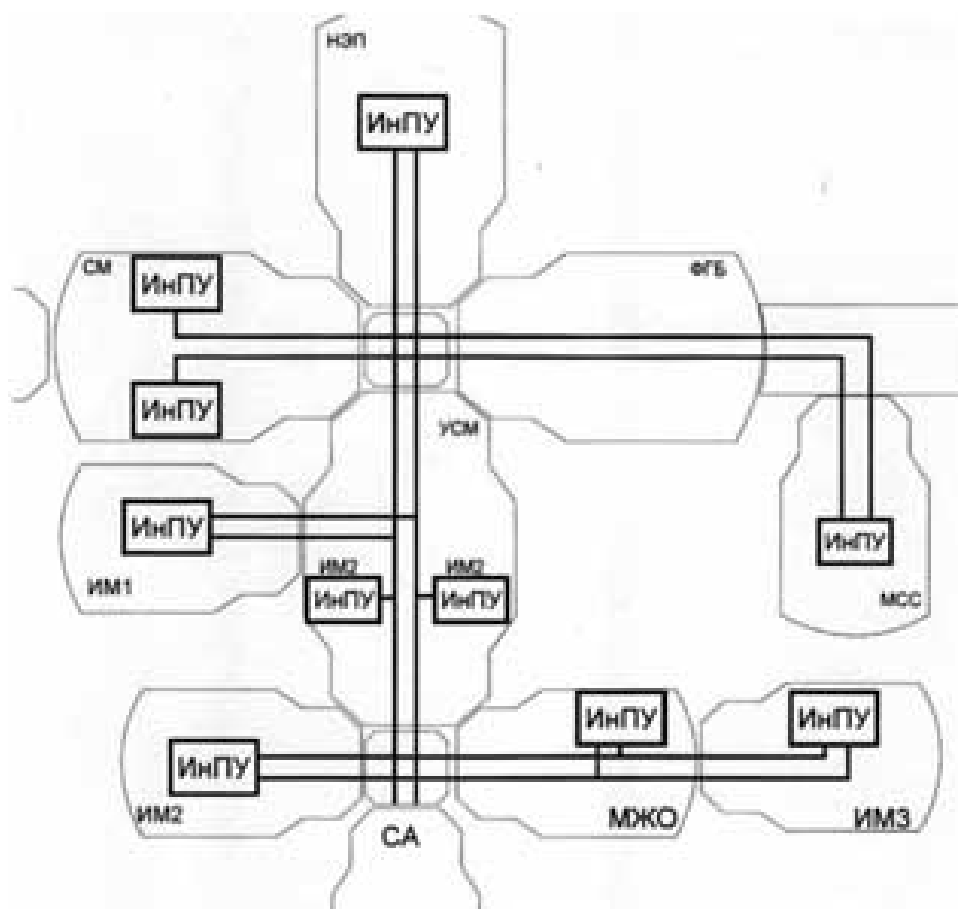 НЭП
ИнПУ
СМ
ИнПУ
ФГБ
ИнПУ
УСМ
ИнПУ
ИМ1
ИМ2
ИМ2
ИнПУ
ИнПУ
ИнПУ
МСС
ИнПУ
ИнПУ
ИнПУ
ИМ2
СА
МЖО
ИМ3